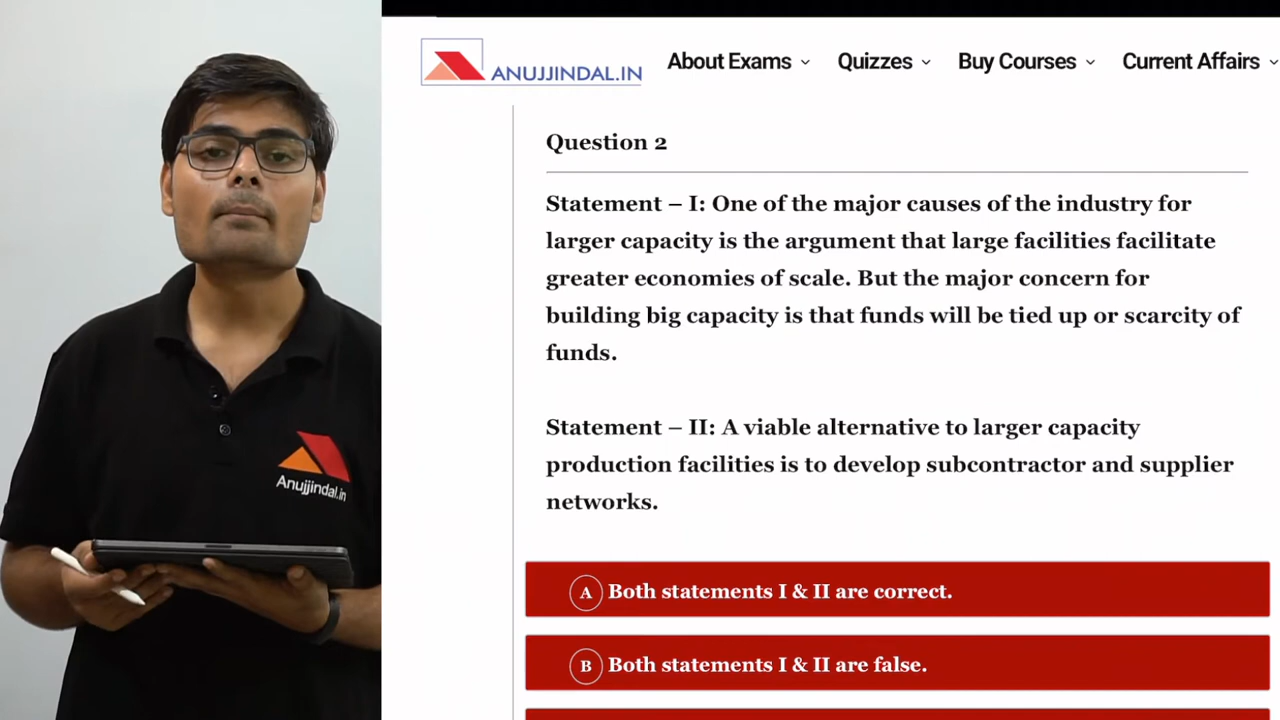 ANUJJINDAL.IN
About Exams
Quizzes
Buy Courses
Current Affairs
Question 2
Statement – I: One of the major causes of the industry for
larger capacity is the argument that large facilities facilitate
greater economies of scale. But the major concern for
building big capacity is that funds will be tied up or scarcity of
funds.
Statement – II: A viable alternative to larger capacity
production facilities is to develop subcontractor and supplier
networks.
A Both statements I & II are correct.
B Both statements I & II are false.
Anujjindal.in